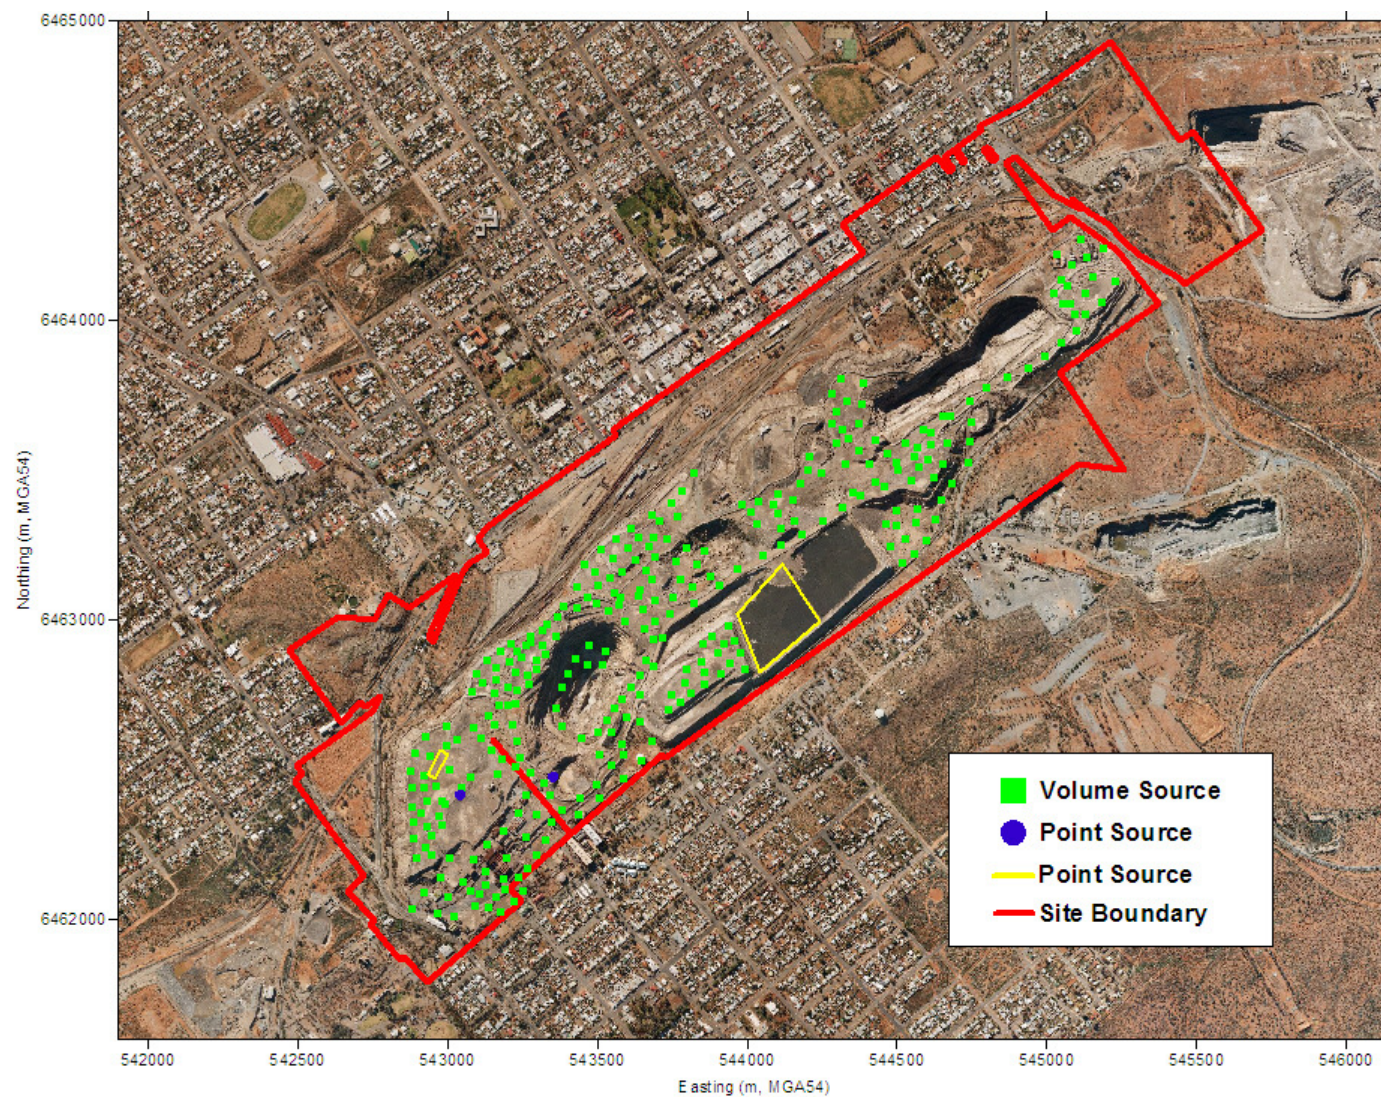 6465000
6464000
6463000
6462000
Northing (m, MGA54)
542000 542500 543000 543500 544000 544500 545000 545500 546000
Easting (m, MGA54)
Volume Source
Point Source
Point Source
Site Boundary